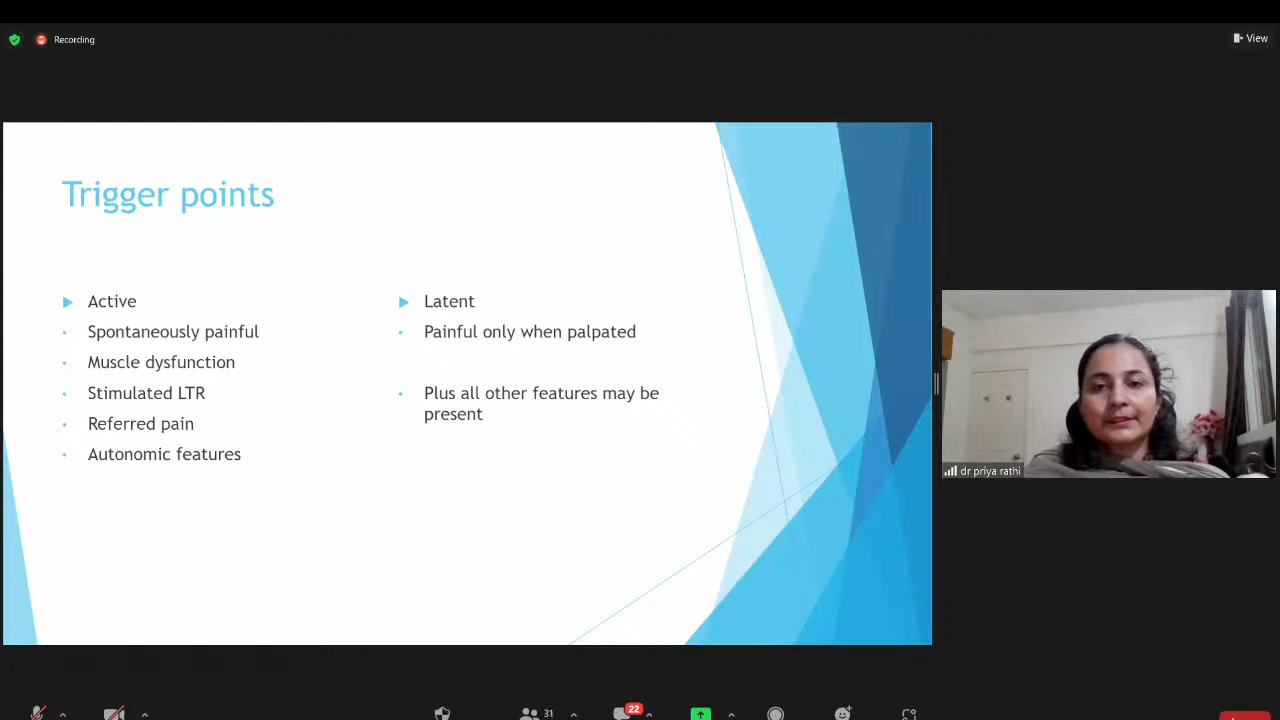 Recording
View
Trigger points
Active
Spontaneously painful
Muscle dysfunction
Stimulated LTR
Referred pain
Autonomic features
Latent
Painful only when palpated
Plus all other features may be
present
dr priya rathi
31
22